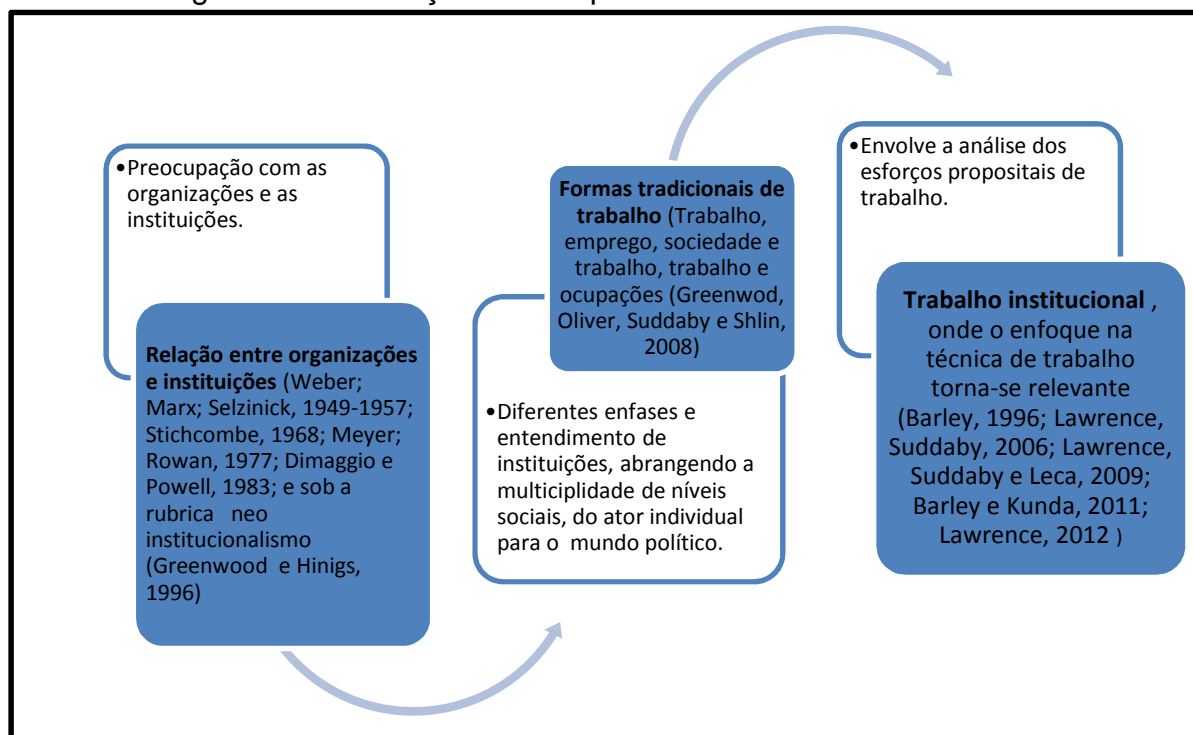 •Preocupação com as
organizações e as
instituições.
Relação entre organizações
e instituições (Weber;
Marx; Selzinick, 1949-1957;
Stichcombe, 1968; Meyer;
Rowan, 1977; Dimaggio e
Powell, 1983; e sob a
rubrica neo
institucionalismo
(Greenwood e Hinigs,
1996)
Formas tradicionais de
trabalho (Trabalho,
emprego, sociedade e
trabalho, trabalho e
ocupações (Greenwod,
Oliver, Suddaby e Shlin,
2008)
•Diferentes enfases e
entendimento de
instituições, abrangendo a
multiciplidade de níveis
sociais, do ator individual
para o mundo político.
•Envolve a análise dos
esforços propositais de
trabalho.
Trabalho institucional ,
onde o enfoque na
técnica de trabalho
torna-se relevante
(Barley, 1996; Lawrence,
Suddaby, 2006; Lawrence,
Suddaby e Leca, 2009;
Barley e Kunda, 2011;
Lawrence, 2012 )